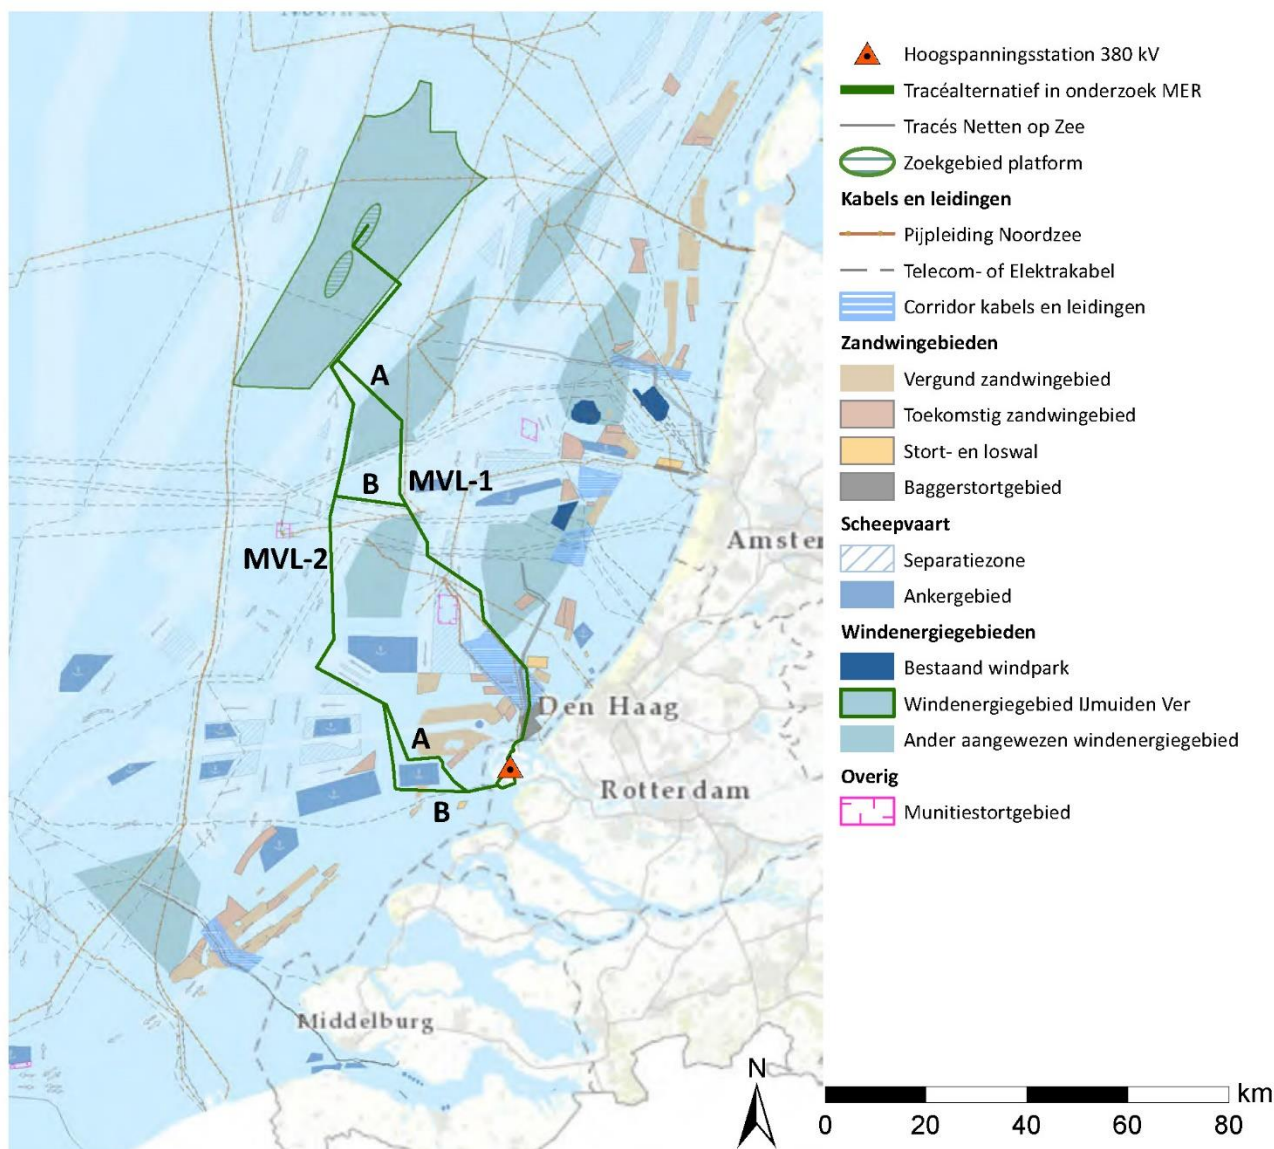 Noordzee
A
B
MVL-1
MVL-2
Amster
Den Haag
A
Rotterdam
B
Middelburg
Hoogspanningsstation 380 kV
Tracéalternatief in onderzoek MER
Tracés Netten op Zee
Zoekgebied platform
Kabels en leidingen
Pijpleiding Noordzee
Telecom- of Elektrakabel
Corridor kabels en leidingen
Zandwingebieden
Vergund zandwingebied
Toekomstig zandwingebied
Stort- en loswal
Baggerstortgebied
Scheepvaart
Separatiezone
Ankergebied
Windenergiegebieden
Bestaand windpark
Windenergiegebied IJmuiden Ver
Ander aangewezen windenergiegebied
Overig
Munitiestortgebied
N
km
0 20 40 60 80